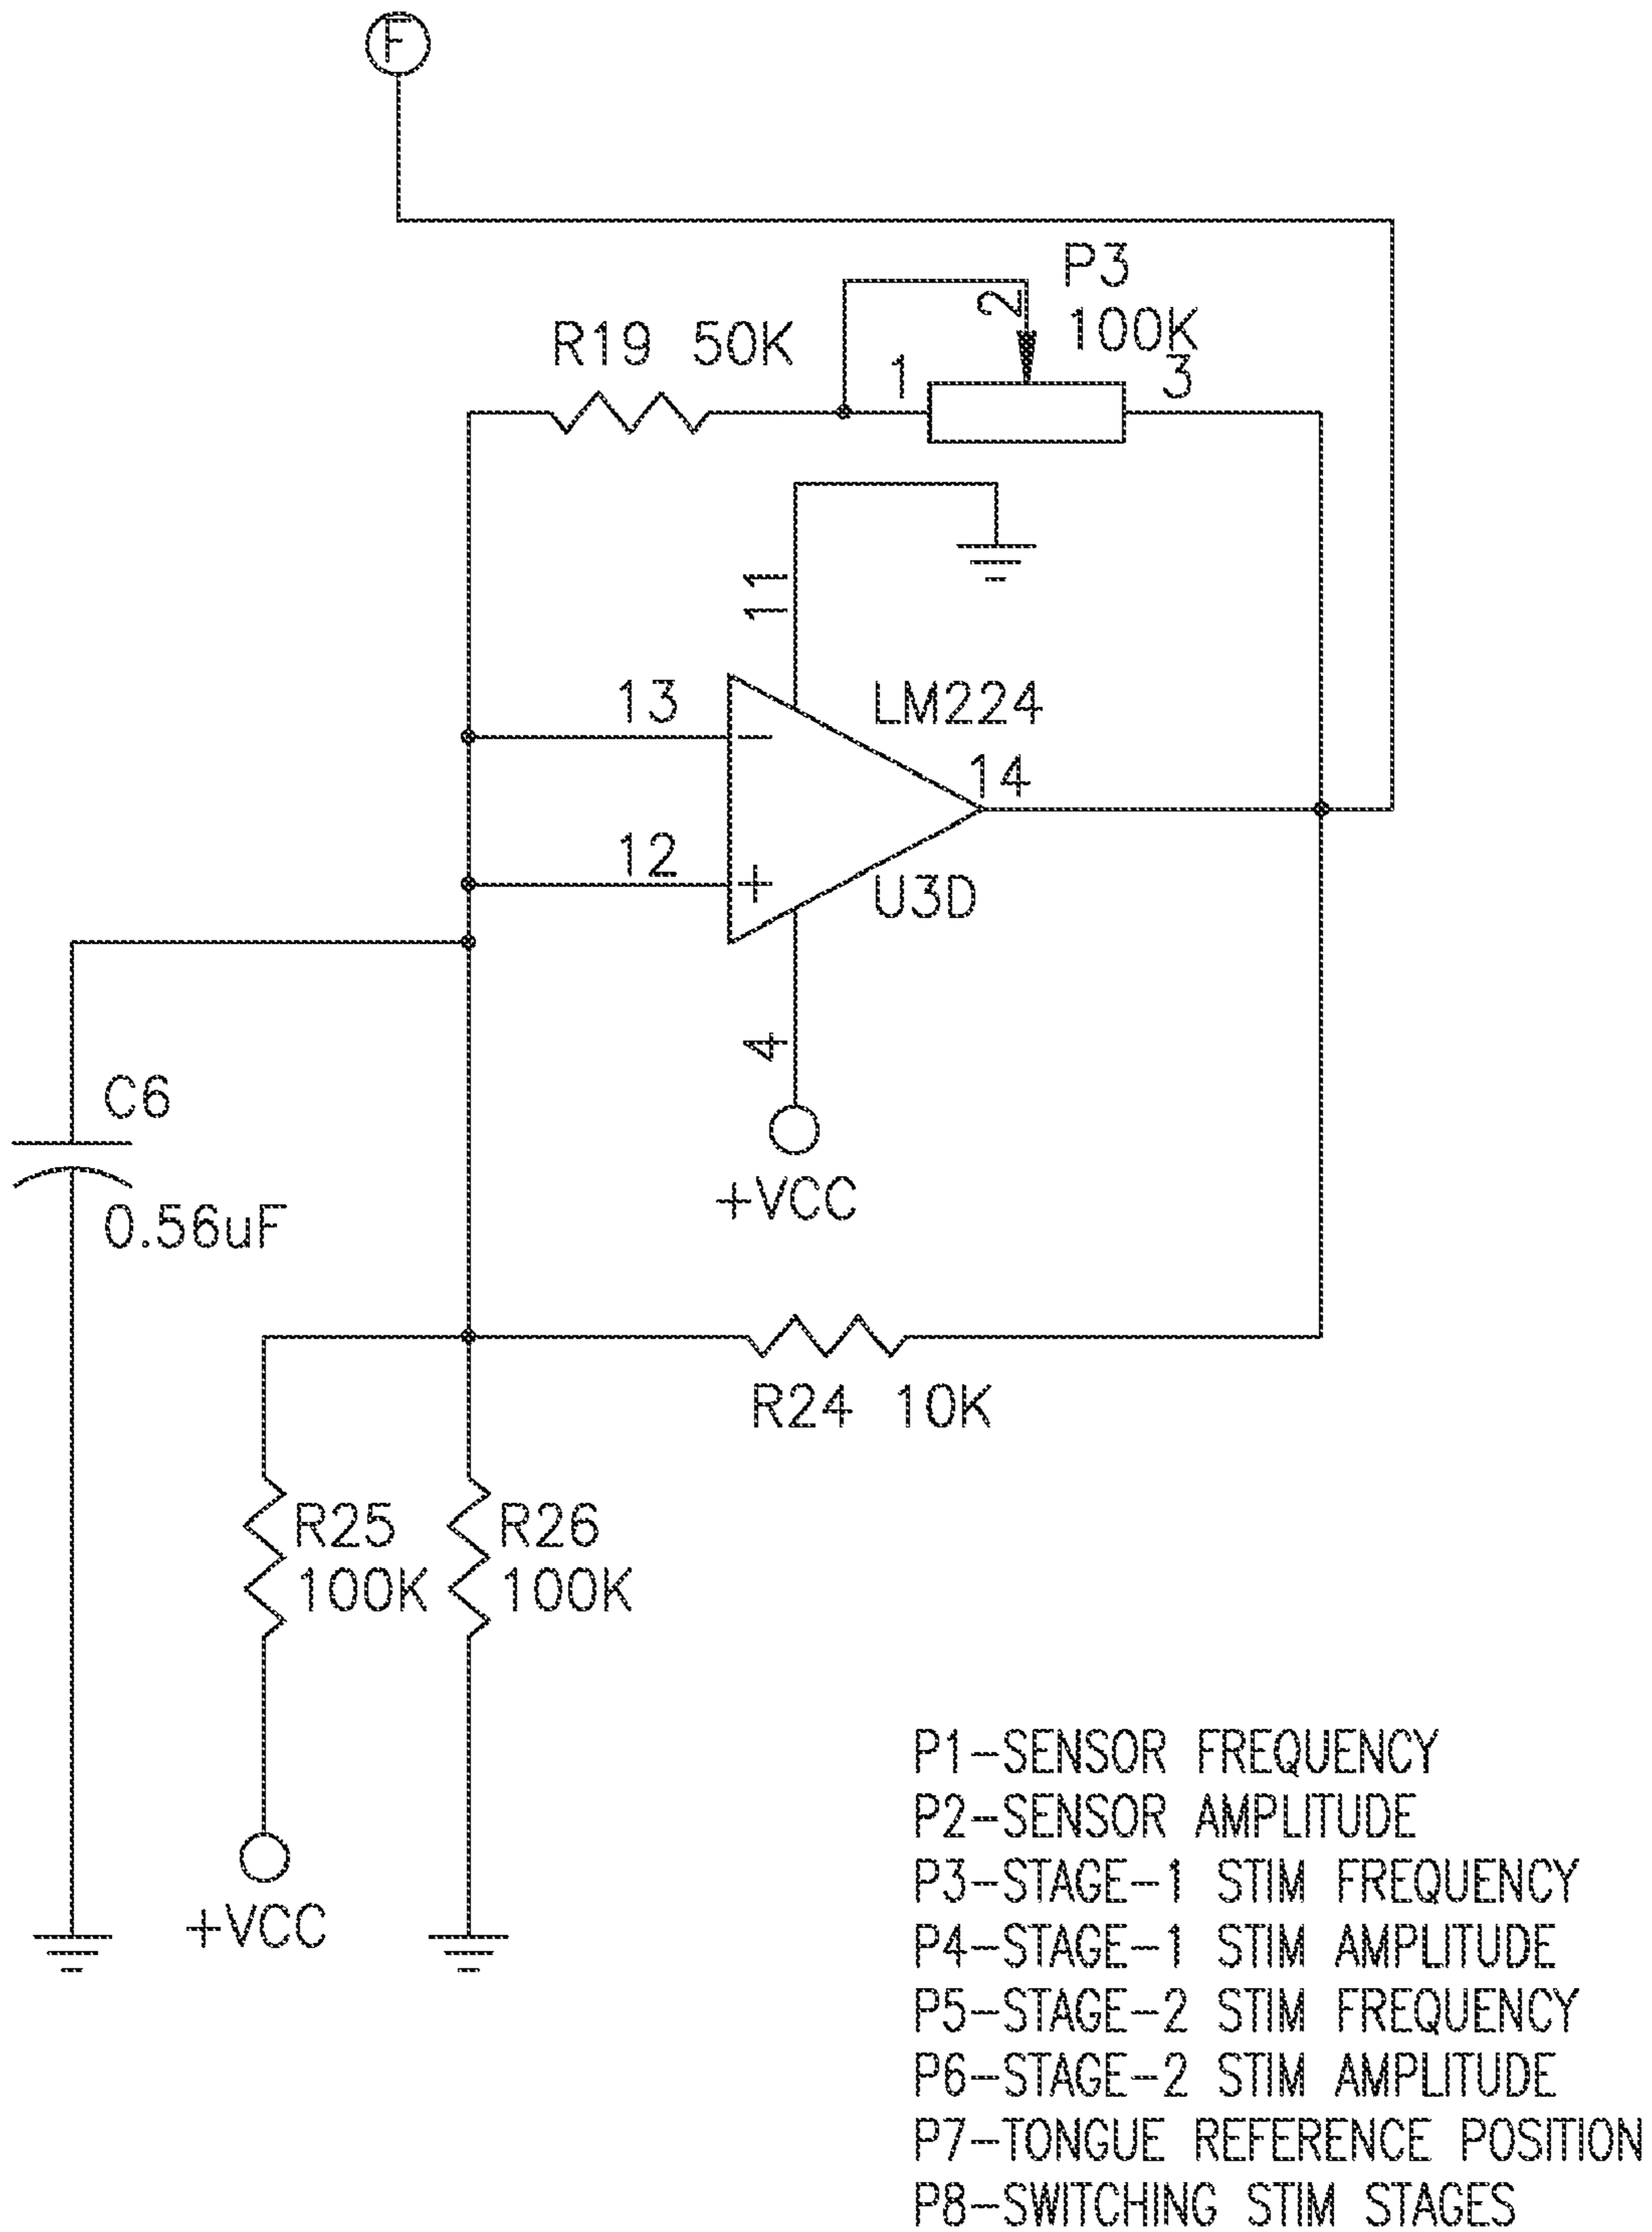 F
P3
100K
R19 50K
1
2
3
11
13
LM224
14
12
U3D
4
C6
0.56uF
+VCC
R24 10K
R25
100K
R26
100K
+VCC
P1-SENSOR FREQUENCY
P2-SENSOR AMPLITUDE
P3-STAGE-1 STIM FREQUENCY
P4-STAGE-1 STIM AMPLITUDE
P5-STAGE-2 STIM FREQUENCY
P6-STAGE-2 STIM AMPLITUDE
P7-TONGUE REFERENCE POSITION
P8-SWITCHING STIM STAGES